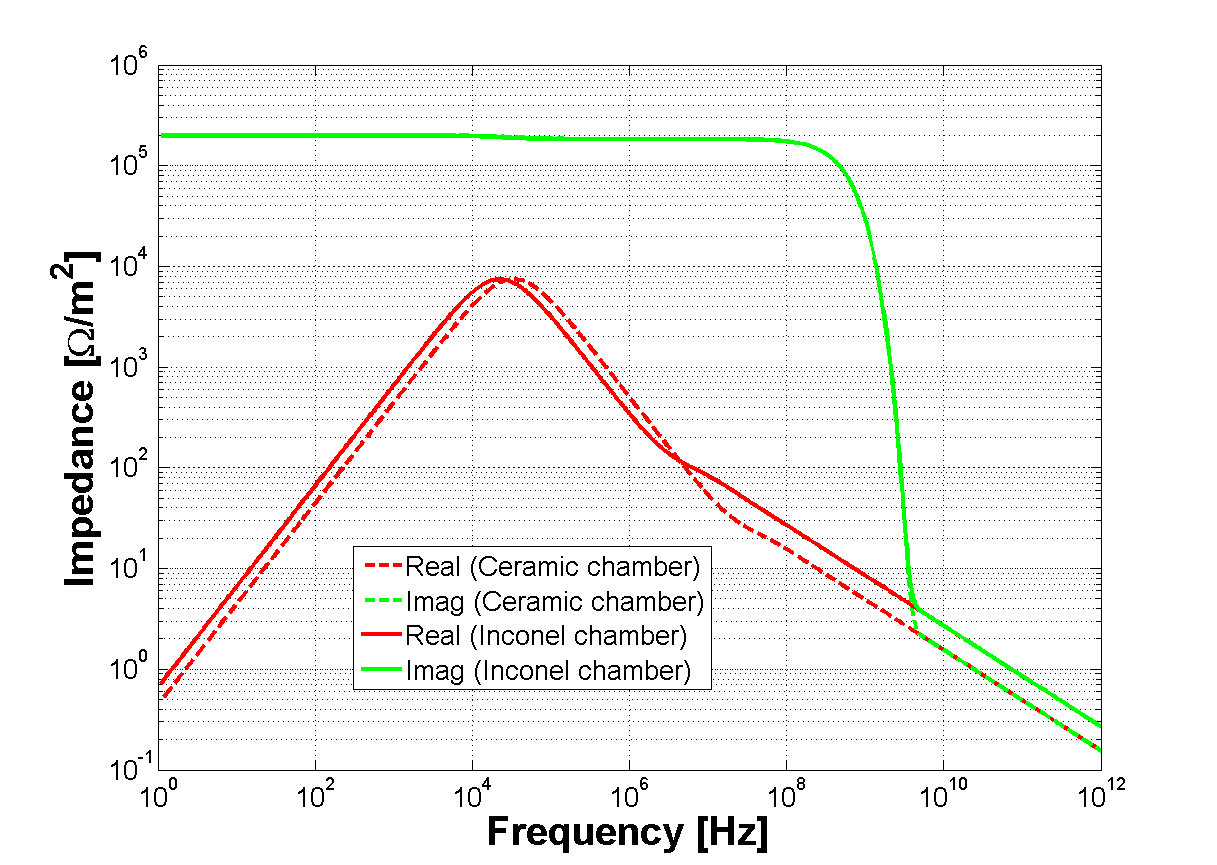 10^6
10^5
10^4
10^3
10^2
10^1
10^0
10^-1
Impedance [Ω/m^2]
Real (Ceramic chamber)
Imag (Ceramic chamber)
Real (Inconel chamber)
Imag (Inconel chamber)
10^0 10^2 10^4 10^6 10^8 10^10 10^12
Frequency [Hz]